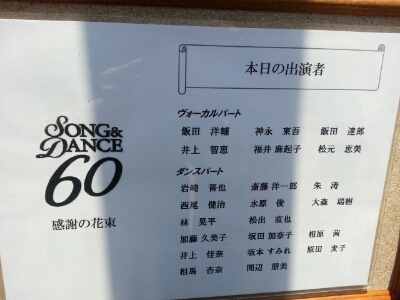 SONG&
DANCE
60
感謝の花束
本日の出演者
ヴォーカルパート
飯田 洋輔 神永 東吾 飯田 達郎
井上 智恵 福井 麻起子 松元 恵美
ダンスパート
岩崎 晋也 斎藤 洋一郎 朱 涛
西尾 健治 水原 俊 大森 瑞樹
林 晃平 松出 直也
加藤 久美子 坂田 加奈子 相原 茜
井上 佳奈 坂本 すみれ 原田 麦子
相馬 杏奈 間辺 朋美